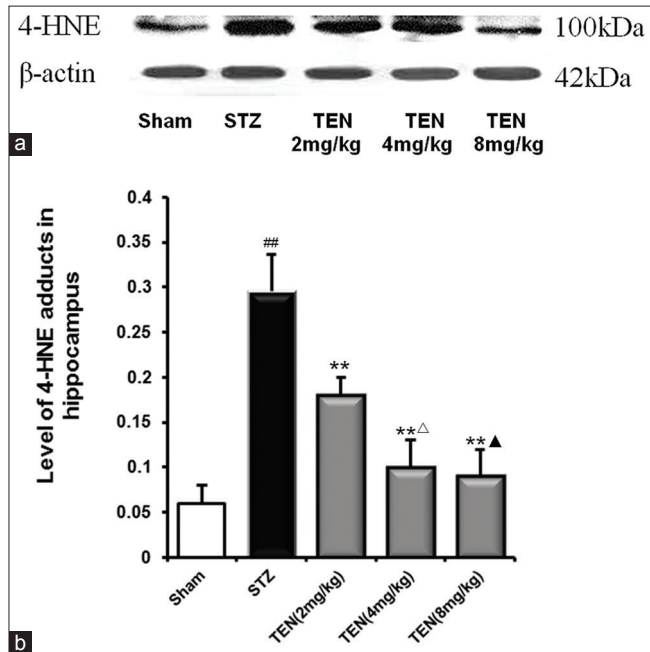 4-HNE 100kDa
β-actin 42kDa
Sham STZ TEN TEN TEN
2mg/kg 4mg/kg 8mg/kg
a
Level of 4-HNE adducts in
hippocampus
0.4
0.35
0.3
0.25
0.2
0.15
0.1
0.05
0
##
**
**△
**▲
Sham
STZ
TEN(2mg/kg)
TEN(4mg/kg)
TEN(8mg/kg)
b